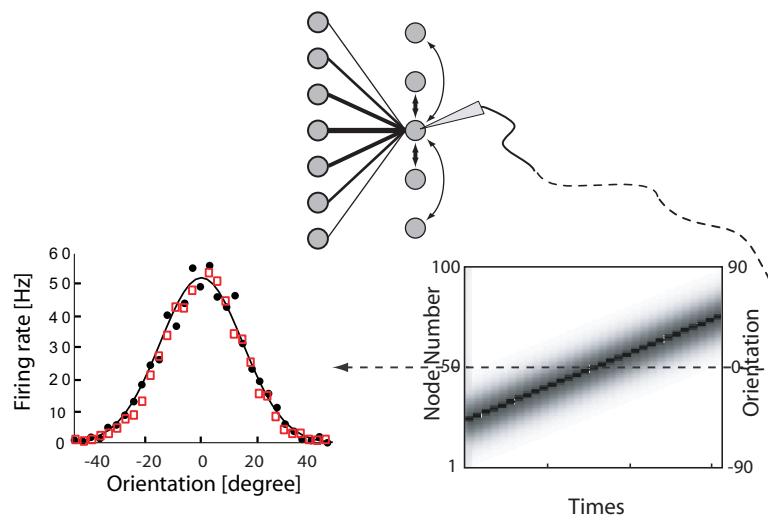 Firing rate [Hz]
60
50
40
30
20
10
0
-40 -20 0 20 40
Orientation [degree]
Node Number
100
50
1
90
0
-90
Orientation
Times